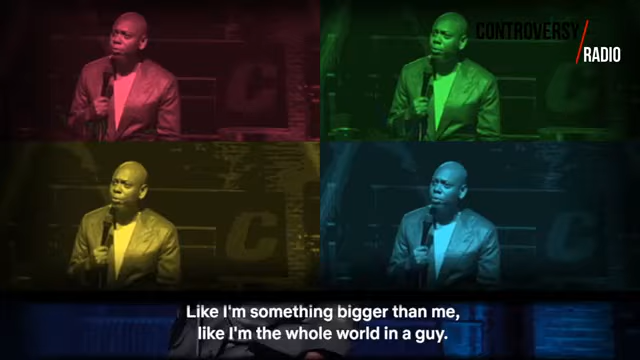 CONTROVERSY
RADIO
Like I'm something bigger than me,
like I'm the whole world in a guy.